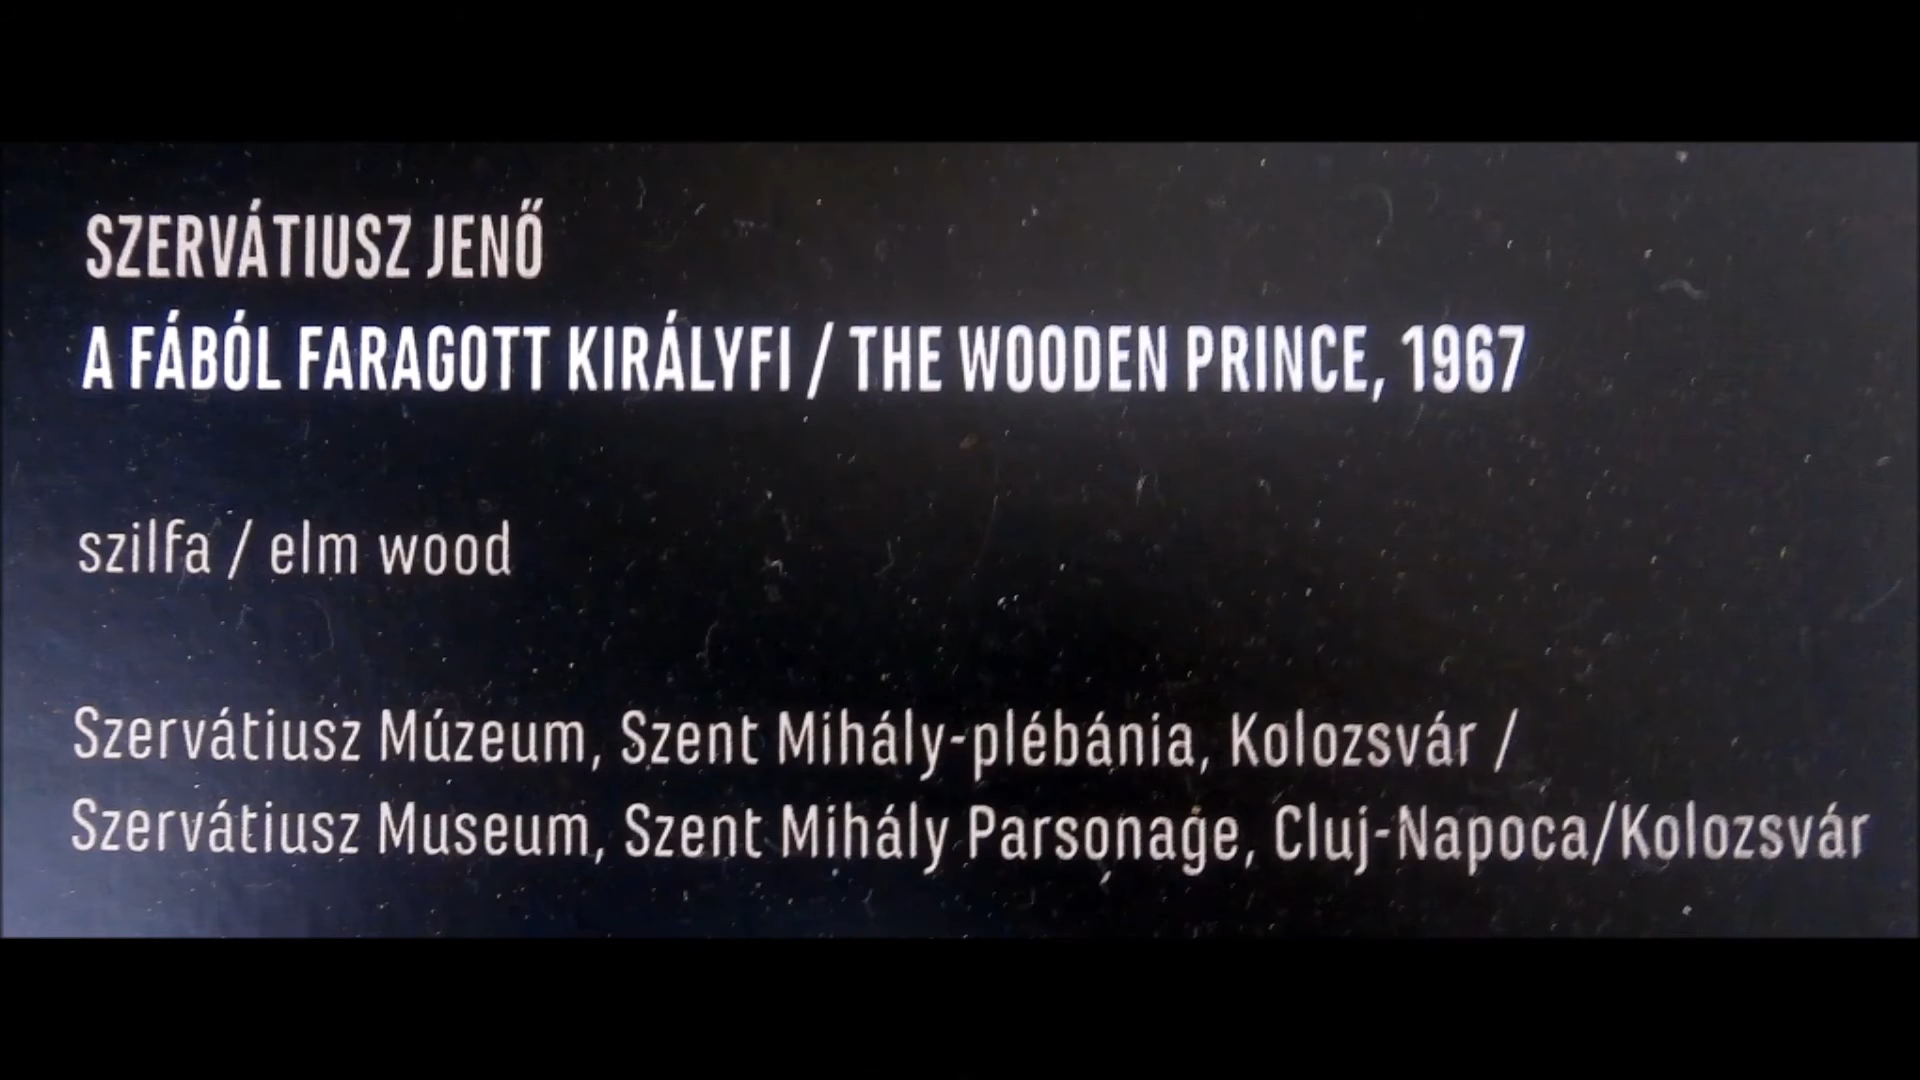 SZERVÁTIUSZ JENŐ
A FÁBÓL FARAGOTT KIRÁLYFI / THE WOODEN PRINCE, 1967
szilfa / elm wood
Szervátiusz Múzeum, Szent Mihály-plébánia, Kolozsvár /
Szervátiusz Museum, Szent Mihály Parsonage, Cluj-Napoca/Kolozsvár